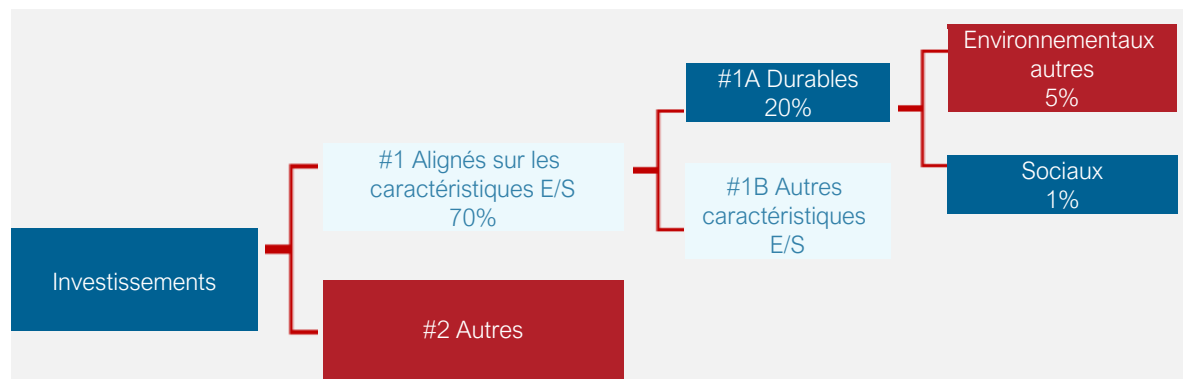 Investissements
#1 Alignés sur les
caractéristiques E/S
70%
#2 Autres
#1A Durables
20%
#1B Autres
caractéristiques
E/S
Environnementaux
autres
5%
Sociaux
1%